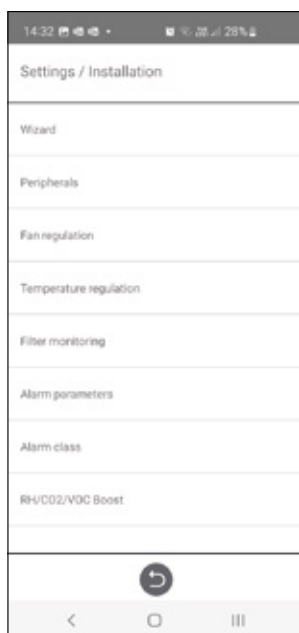 14:32 28%
Settings / Installation
Wizard
Peripherals
Fan regulation
Temperature regulation
Filter monitoring
Alarm parameters
Alarm class
RH/CO2/VOC Boost